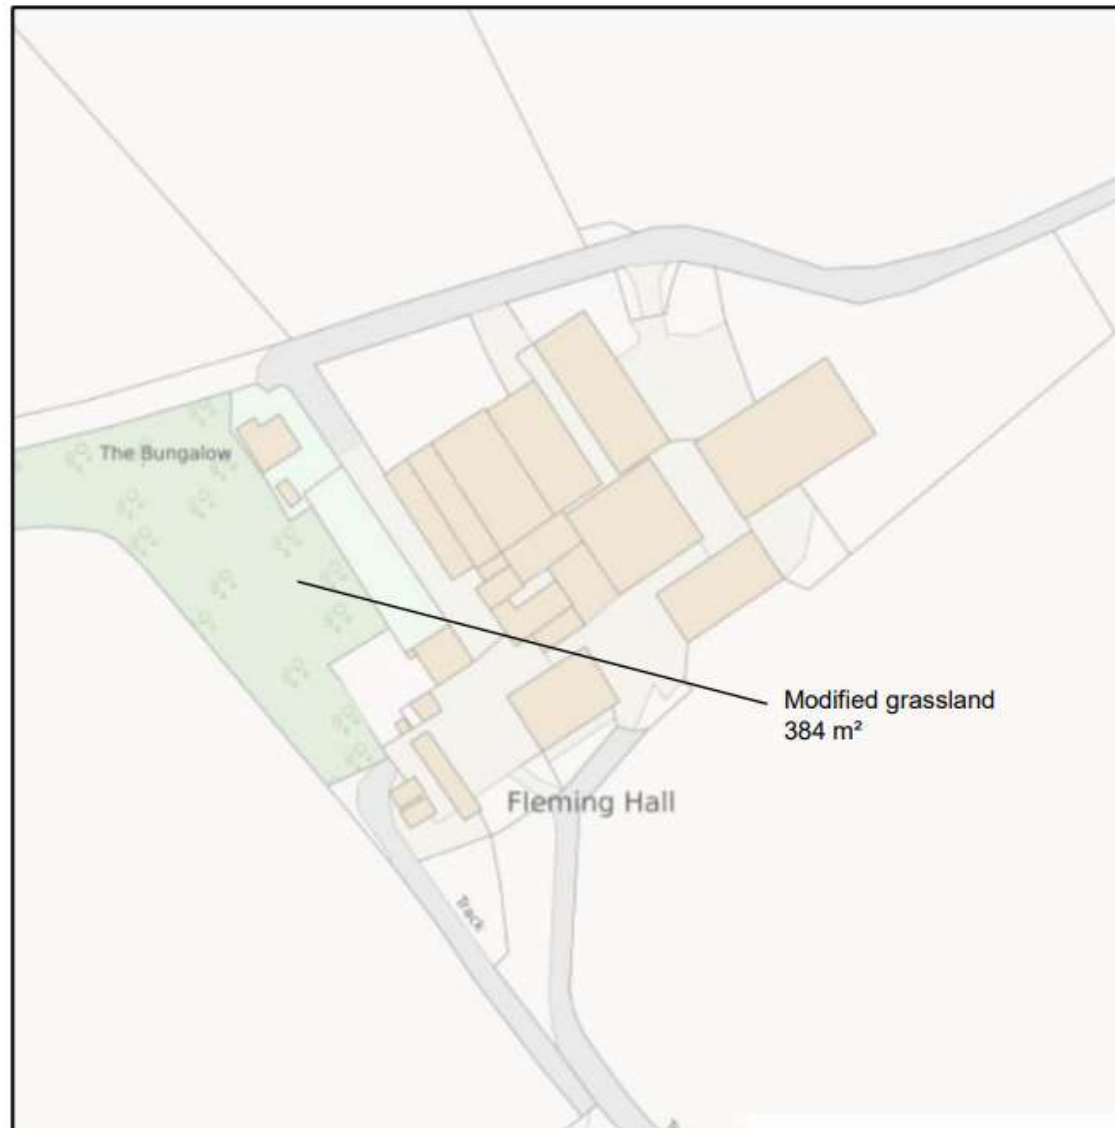 The Bungalow
Modified grassland
384 m²
Fleming Hall
Track